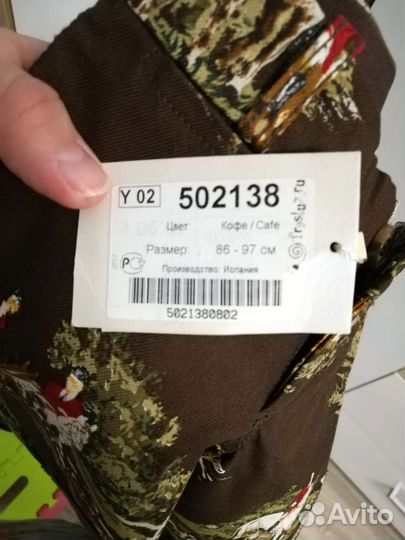 Y 02 502138
Цвет: Кофе / Cafe
Размер: 86 - 97 см
Производство: Испания
5021380802
Avito